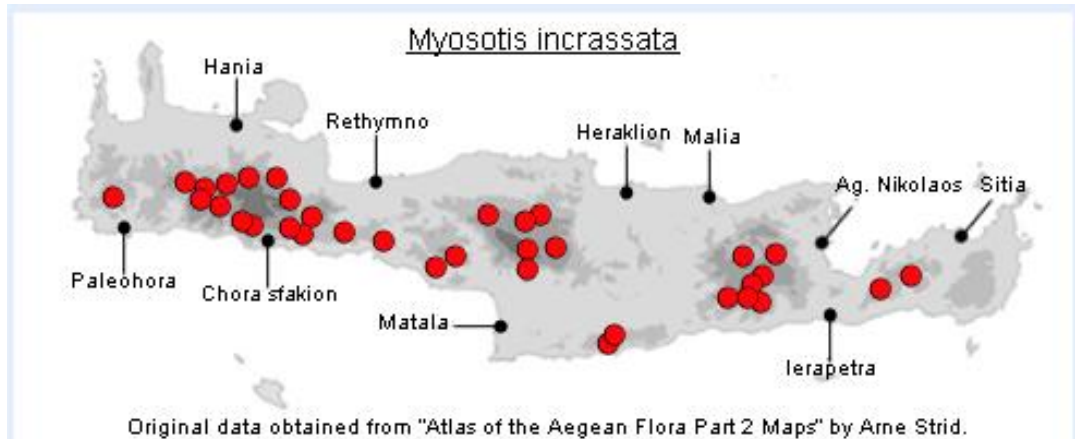 Myosotis incrassata
Hania
Rethymno
Heraklion
Malia
Ag. Nikolaos
Sitia
Paleohora
Chora sfakion
Matala
Ierapetra
Original data obtained from "Atlas of the Aegean Flora Part 2 Maps" by Arne Strid.